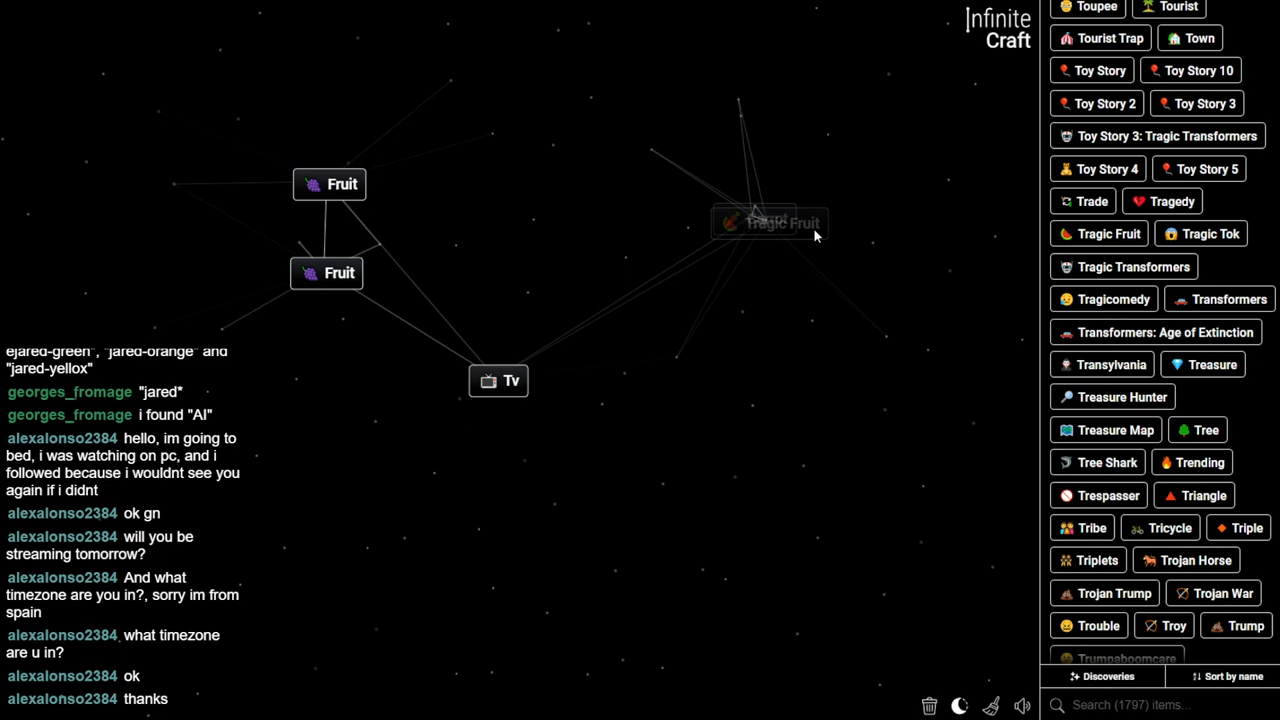 Infinite
Craft
Fruit
Fruit
Tv
Tragic Fruit
ejared-green", "jared-orange" and
"jared-yellox"
georges_fromage "jared*
georges_fromage i found "AI"
alexalonso2384 hello, im going to
bed, i was watching on pc, and i
followed because i wouldnt see you
again if i didnt
alexalonso2384 ok gn
alexalonso2384 will you be
streaming tomorrow?
alexalonso2384 And what
timezone are you in?, sorry im from
spain
alexalonso2384 what timezone
are u in?
alexalonso2384 ok
alexalonso2384 thanks
Toupee Tourist
Tourist Trap Town
Toy Story Toy Story 10
Toy Story 2 Toy Story 3
Toy Story 3: Tragic Transformers
Toy Story 4 Toy Story 5
Trade Tragedy
Tragic Fruit Tragic Tok
Tragic Transformers
Tragicomedy Transformers
Transformers: Age of Extinction
Transylvania Treasure
Treasure Hunter
Treasure Map Tree
Tree Shark Trending
Trespasser Triangle
Tribe Tricycle Triple
Triplets Trojan Horse
Trojan Trump Trojan War
Trouble Troy Trump
Trumpaboomcare
Discoveries Sort by name
Search (1797) items...